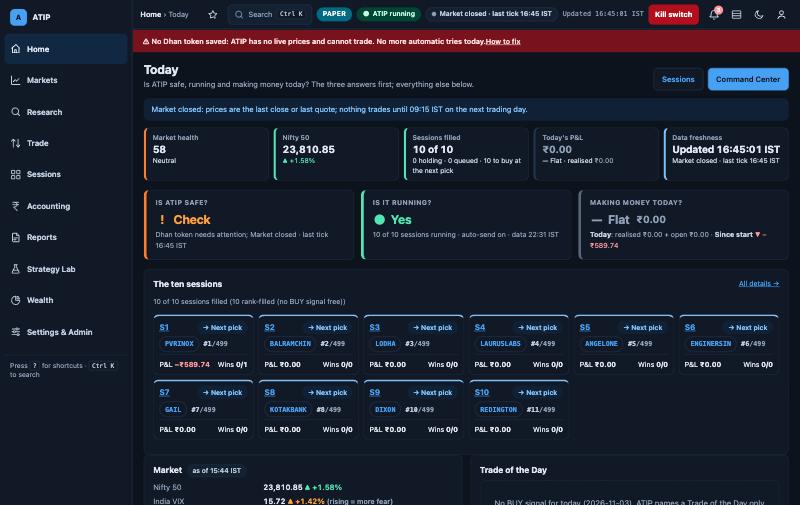 A ATIP
Home › Today
Search Ctrl K
PAPER
ATIP running
Market closed · last tick 16:45 IST
Updated 16:45:01 IST
Kill switch
3
⚠ No Dhan token saved: ATIP has no live prices and cannot trade. No more automatic tries today. How to fix
Home
Markets
Research
Trade
Sessions
Accounting
Reports
Strategy Lab
Wealth
Settings & Admin
Press ? for shortcuts · Ctrl K
to search
Today
Is ATIP safe, running and making money today? The three answers first; everything else below.
Sessions
Command Center
Market closed: prices are the last close or last quote; nothing trades until 09:15 IST on the next trading day.
Market health
58
Neutral
Nifty 50
23,810.85
▲ +1.58%
Sessions filled
10 of 10
0 holding · 0 queued · 10 to buy at
the next pick
Today's P&L
₹0.00
— Flat · realised ₹0.00
Data freshness
Updated 16:45:01 IST
Market closed · last tick 16:45 IST
IS ATIP SAFE?
! Check
Dhan token needs attention; Market closed · last tick
16:45 IST
IS IT RUNNING?
Yes
10 of 10 sessions running · auto-send on · data 22:31 IST
MAKING MONEY TODAY?
— Flat ₹0.00
Today: realised ₹0.00 + open ₹0.00 · Since start ▼ −
₹589.74
The ten sessions
All details →
10 of 10 sessions filled (10 rank-filled (no BUY signal free))
S1 → Next pick
PVRINOX #1/499
P&L −₹589.74 Wins 0/1
S2 → Next pick
BALRAMCHIN #2/499
P&L ₹0.00 Wins 0/0
S3 → Next pick
LODHA #3/499
P&L ₹0.00 Wins 0/0
S4 → Next pick
LAURUSLABS #4/499
P&L ₹0.00 Wins 0/0
S5 → Next pick
ANGELONE #5/499
P&L ₹0.00 Wins 0/0
S6 → Next pick
ENGINERSIN #6/499
P&L ₹0.00 Wins 0/0
S7 → Next pick
GAIL #7/499
P&L ₹0.00 Wins 0/0
S8 → Next pick
KOTAKBANK #8/499
P&L ₹0.00 Wins 0/0
S9 → Next pick
DIXON #10/499
P&L ₹0.00 Wins 0/0
S10 → Next pick
REDINGTON #11/499
P&L ₹0.00 Wins 0/0
Market as of 15:44 IST
Nifty 50 23,810.85 ▲ +1.58%
India VIX 15.72 ▲ +1.42% (rising = more fear)
Trade of the Day
No BUY signal for today (2026-11-03). ATIP names a Trade of the Day only